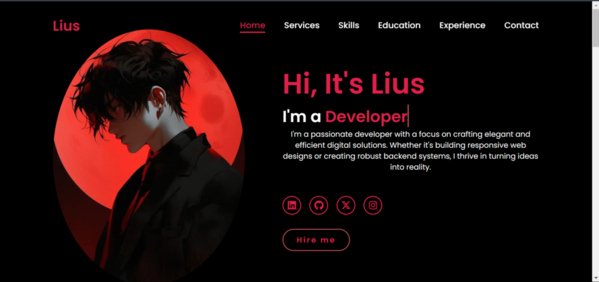 Lius
Home Services Skills Education Experience Contact
Hi, It's Lius
I'm a Developer
I'm a passionate developer with a focus on crafting elegant and
efficient digital solutions. Whether it's building responsive web
designs or creating robust backend systems, I thrive in turning ideas
into reality.
Hire me